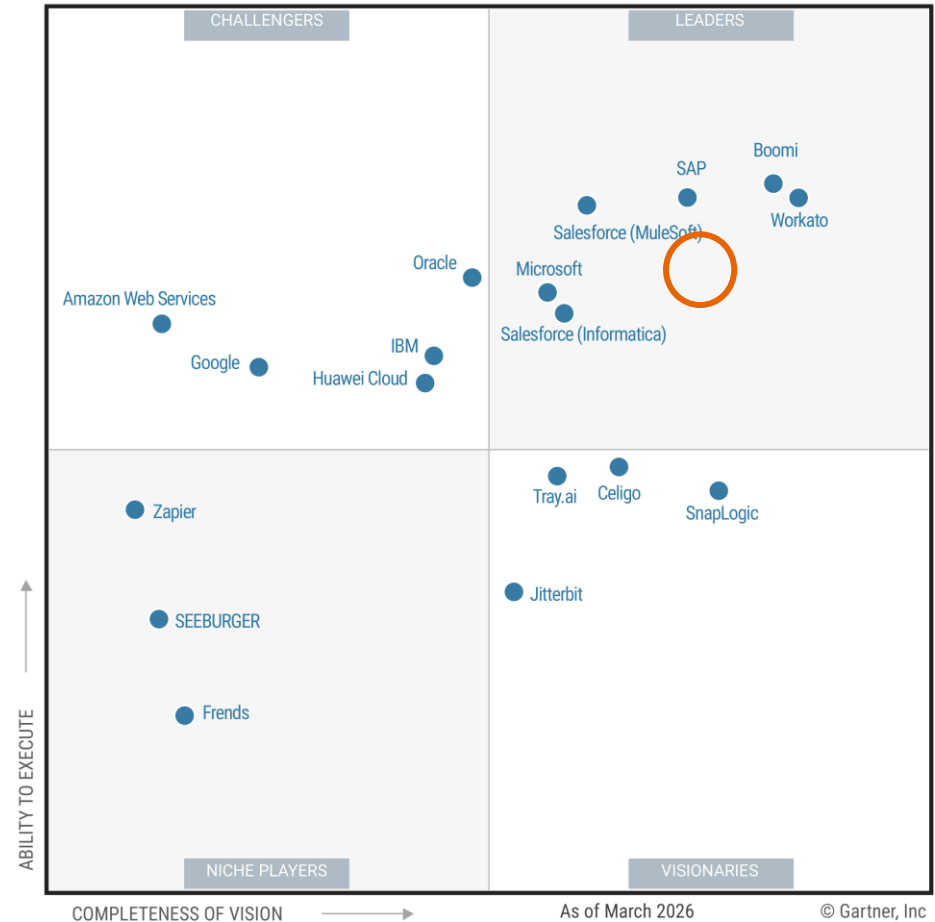 CHALLENGERS
LEADERS
Boomi
SAP
Workato
Salesforce (MuleSoft)
Oracle
Microsoft
Amazon Web Services
Salesforce (Informatica)
IBM
Google
Huawei Cloud
Tray.ai
Celigo
SnapLogic
Zapier
Jitterbit
SEEBURGER
Frends
ABILITY TO EXECUTE
NICHE PLAYERS
VISIONARIES
COMPLETENESS OF VISION
As of March 2026
© Gartner, Inc